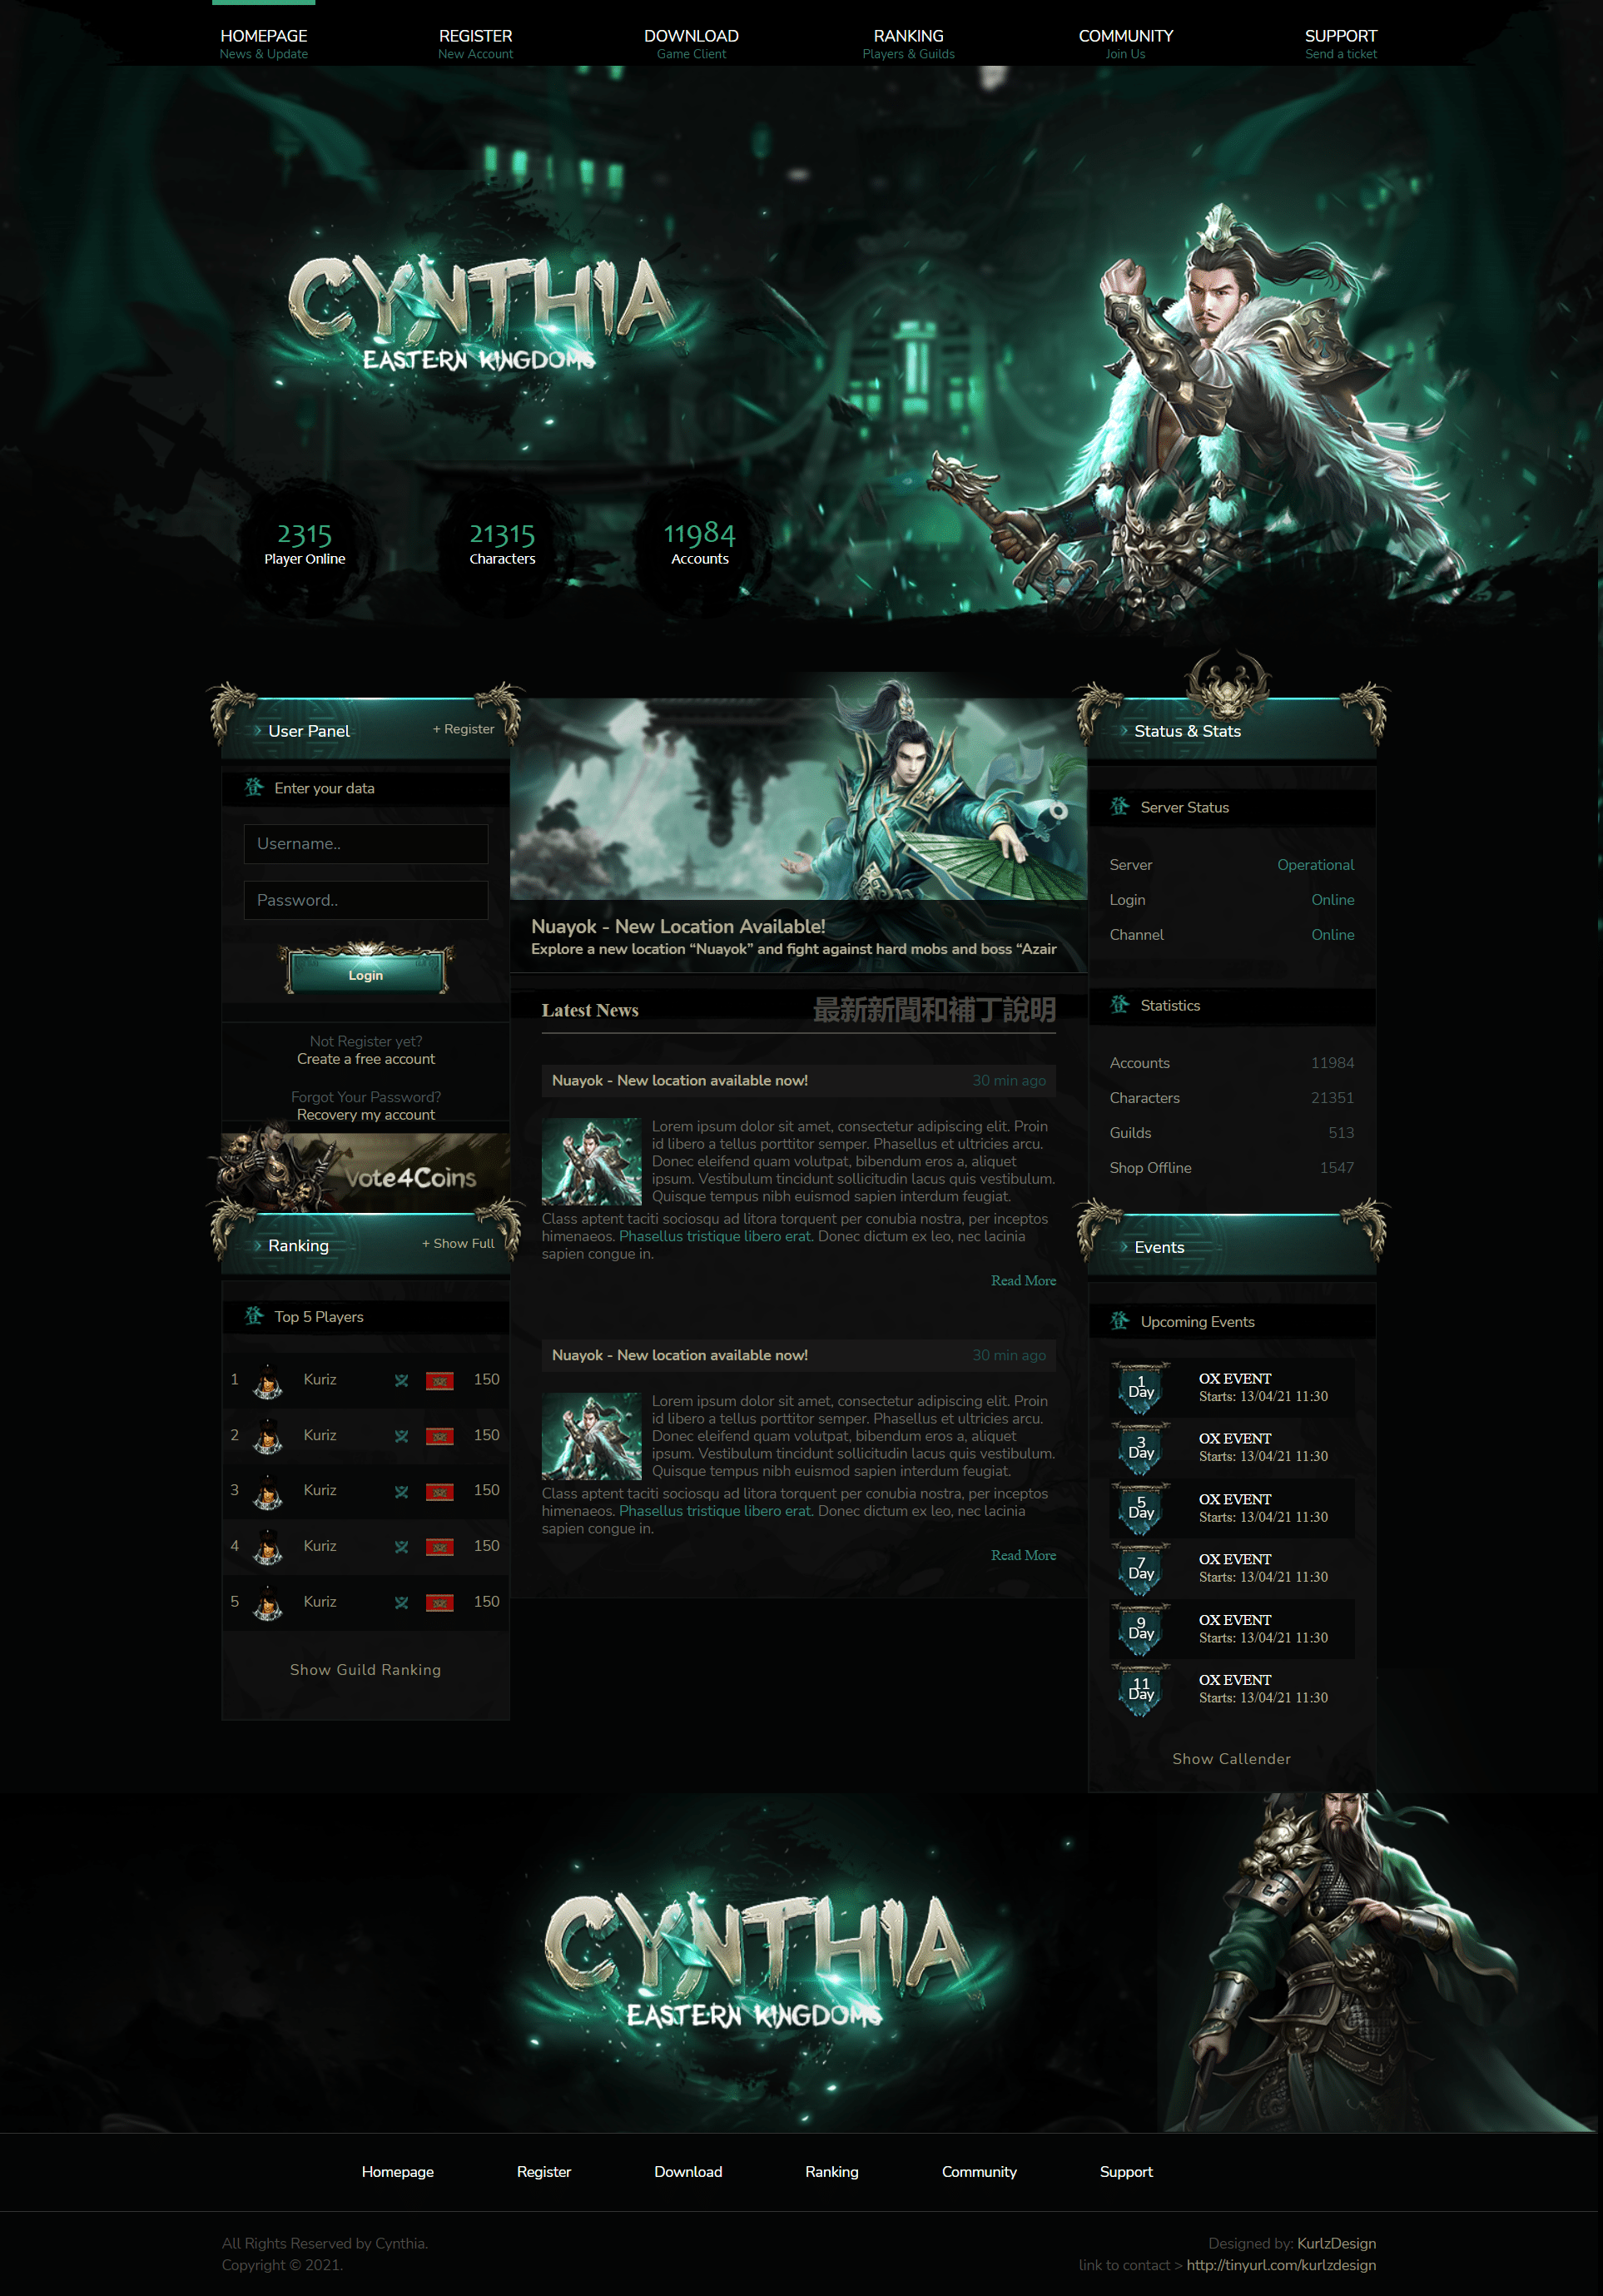 HOMEPAGE
News & Update
REGISTER
New Account
DOWNLOAD
Game Client
RANKING
Players & Guilds
COMMUNITY
Join Us
SUPPORT
Send a ticket
CYNTHIA
EASTERN KINGDOMS
2315
Player Online
21315
Characters
11984
Accounts
User Panel
+ Register
登 Enter your data
Username..
Password..
Login
Not Register yet?
Create a free account
Forgot Your Password?
Recovery my account
Vote4Coins
Ranking
+ Show Full
登 Top 5 Players
1 Kuriz 150
2 Kuriz 150
3 Kuriz 150
4 Kuriz 150
5 Kuriz 150
Show Guild Ranking
Nuayok - New Location Available!
Explore a new location “Nuayok” and fight against hard mobs and boss “Azair
Latest News
最新新聞和補丁說明
Nuayok - New location available now!
30 min ago
Lorem ipsum dolor sit amet, consectetur adipiscing elit. Proin
id libero a tellus porttitor semper. Phasellus et ultricies arcu.
Donec eleifend quam volutpat, bibendum eros a, aliquet
ipsum. Vestibulum tincidunt sollicitudin lacus quis vestibulum.
Quisque tempus nibh euismod sapien interdum feugiat.
Class aptent taciti sociosqu ad litora torquent per conubia nostra, per inceptos
himenaeos. Phasellus tristique libero erat. Donec dictum ex leo, nec lacinia
sapien congue in.
Read More
Nuayok - New location available now!
30 min ago
Lorem ipsum dolor sit amet, consectetur adipiscing elit. Proin
id libero a tellus porttitor semper. Phasellus et ultricies arcu.
Donec eleifend quam volutpat, bibendum eros a, aliquet
ipsum. Vestibulum tincidunt sollicitudin lacus quis vestibulum.
Quisque tempus nibh euismod sapien interdum feugiat.
Class aptent taciti sociosqu ad litora torquent per conubia nostra, per inceptos
himenaeos. Phasellus tristique libero erat. Donec dictum ex leo, nec lacinia
sapien congue in.
Read More
Status & Stats
登 Server Status
Server Operational
Login Online
Channel Online
登 Statistics
Accounts 11984
Characters 21351
Guilds 513
Shop Offline 1547
Events
登 Upcoming Events
1 Day
OX EVENT
Starts: 13/04/21 11:30
3 Day
OX EVENT
Starts: 13/04/21 11:30
5 Day
OX EVENT
Starts: 13/04/21 11:30
7 Day
OX EVENT
Starts: 13/04/21 11:30
9 Day
OX EVENT
Starts: 13/04/21 11:30
11 Day
OX EVENT
Starts: 13/04/21 11:30
Show Callender
CYNTHIA
EASTERN KINGDOMS
Homepage Register Download Ranking Community Support
All Rights Reserved by Cynthia.
Copyright © 2021.
Designed by: KurlzDesign
link to contact > http://tinyurl.com/kurlzdesign